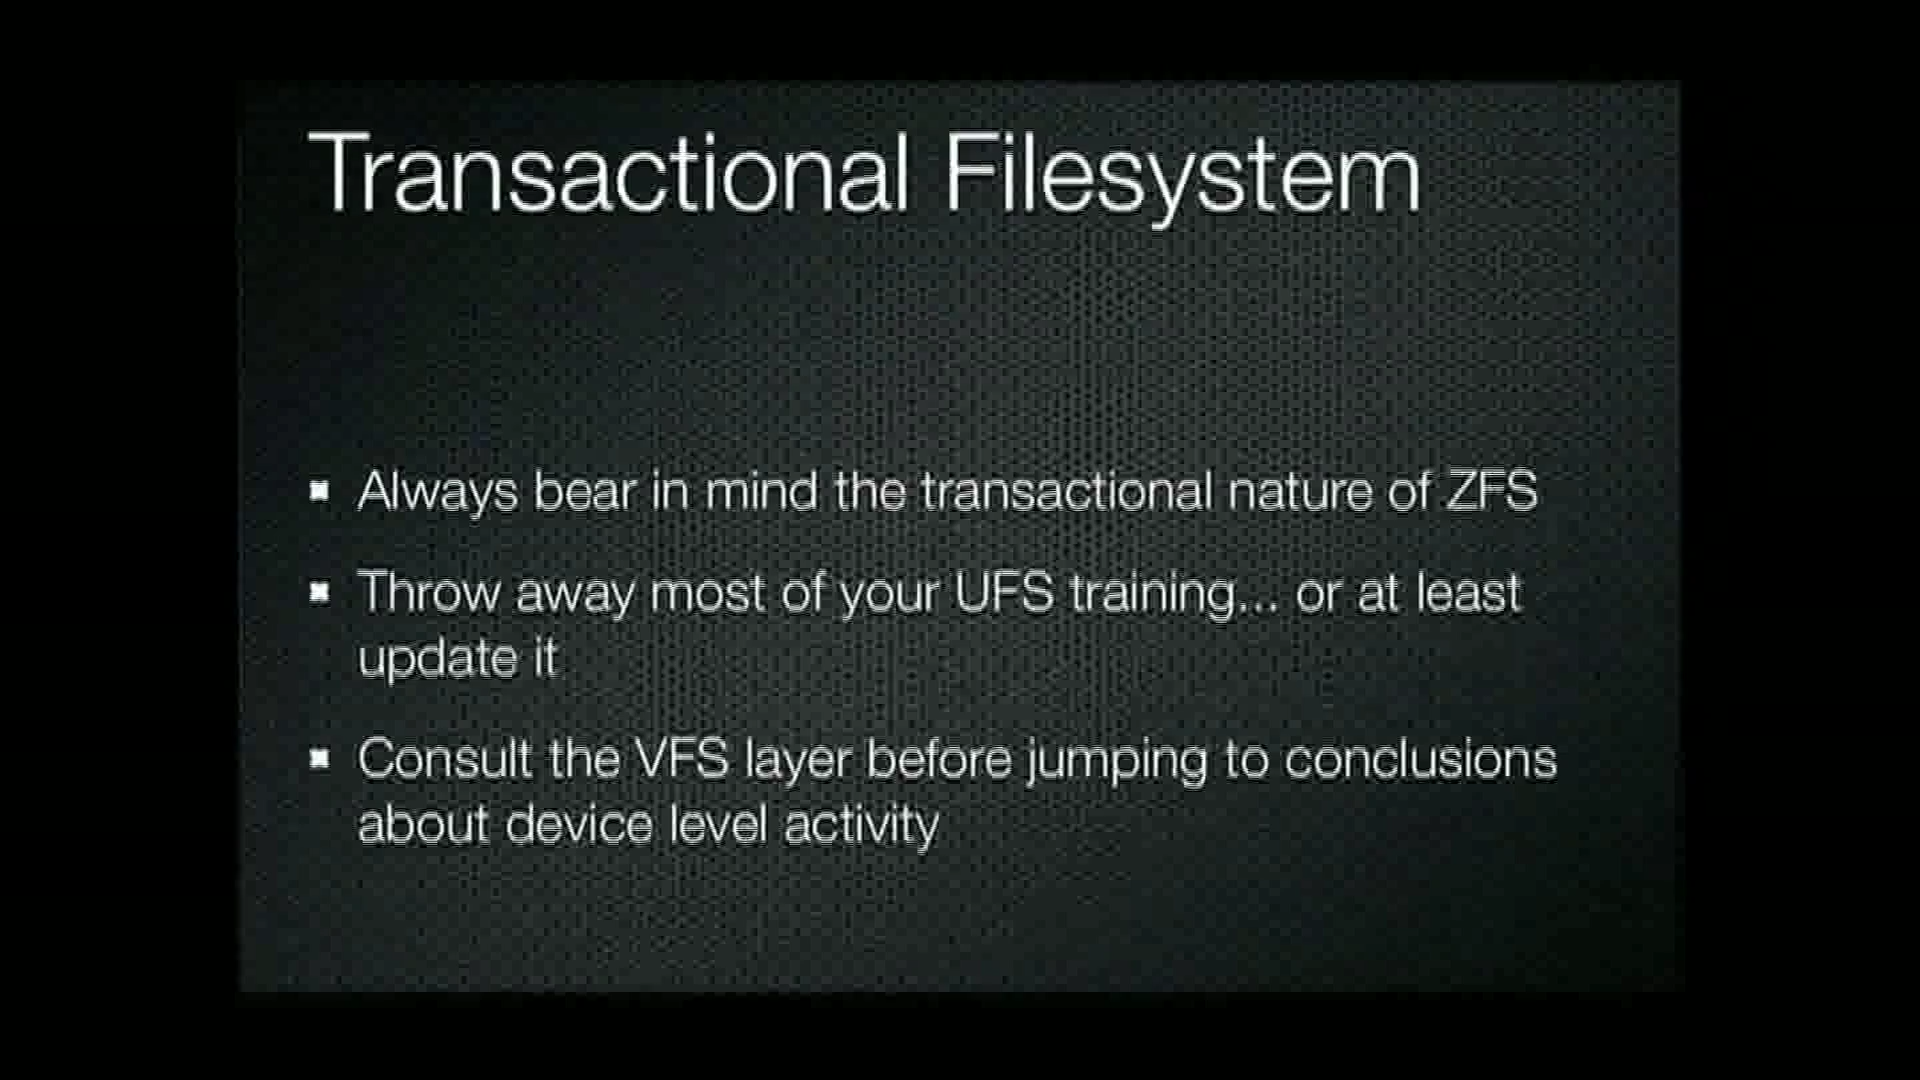 Transactional Filesystem
Always bear in mind the transactional nature of ZFS
Throw away most of your UFS training... or at least
update it
Consult the VFS layer before jumping to conclusions
about device level activity